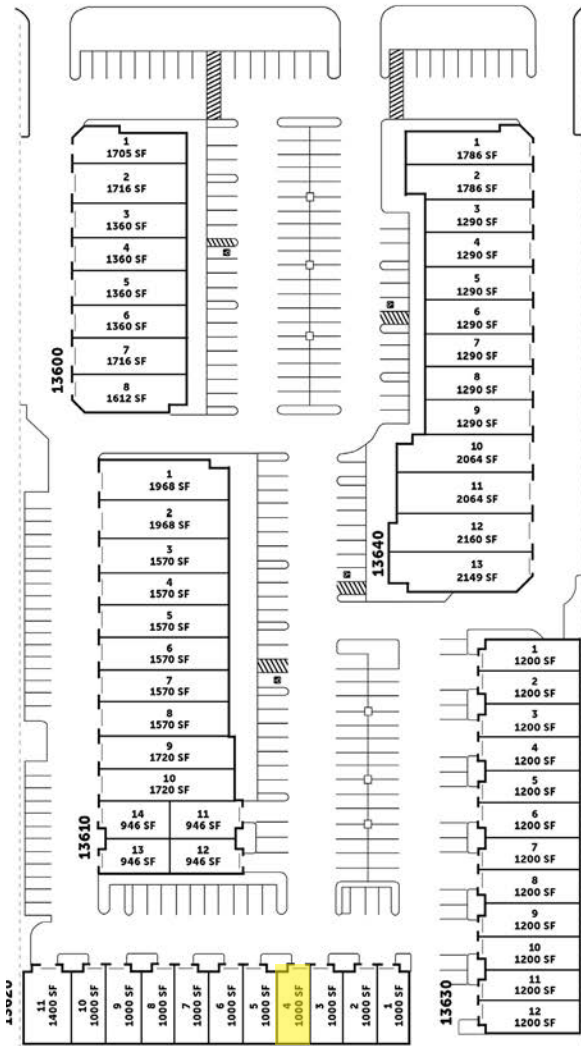 1
1705 SF
2
1716 SF
3
1360 SF
4
1360 SF
5
1360 SF
6
1360 SF
7
1716 SF
8
1612 SF
13600
1
1786 SF
2
1786 SF
3
1290 SF
4
1290 SF
5
1290 SF
6
1290 SF
7
1290 SF
8
1290 SF
9
1290 SF
10
2064 SF
11
2064 SF
12
2160 SF
13
2149 SF
13640
1
1968 SF
2
1968 SF
3
1570 SF
4
1570 SF
5
1570 SF
6
1570 SF
7
1570 SF
8
1570 SF
9
1720 SF
10
1720 SF
14
946 SF
11
946 SF
13
946 SF
12
946 SF
13610
1
1200 SF
2
1200 SF
3
1200 SF
4
1200 SF
5
1200 SF
6
1200 SF
7
1200 SF
8
1200 SF
9
1200 SF
10
1200 SF
11
1200 SF
12
1200 SF
13630
13620
11
1400 SF
10
1000 SF
9
1000 SF
8
1000 SF
7
1000 SF
6
1000 SF
5
1000 SF
4
1000 SF
3
1000 SF
2
1000 SF
1
1000 SF